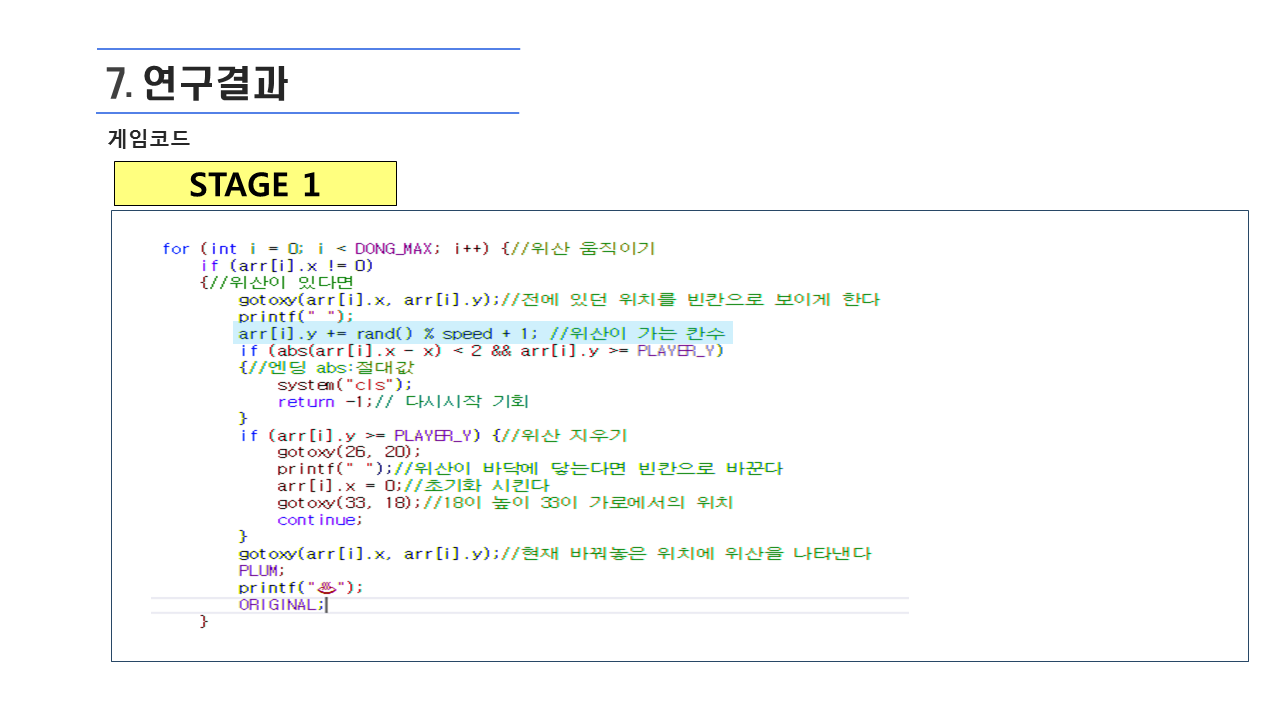 7. 연구결과
게임코드
STAGE 1
for (int i = 0; i < DONG_MAX; i++) {//위산 움직이기
if (arr[i].x != 0)
{//위산이 있다면
gotoxy(arr[i].x, arr[i].y);//전에 있던 위치를 빈칸으로 보이게 한다
printf(" ");
arr[i].y += rand() % speed + 1; //위산이 가는 칸수
if (abs(arr[i].x - x) < 2 && arr[i].y >= PLAYER_Y)
{//엔딩 abs:절대값
system("cls");
return -1;// 다시시작 기회
}
if (arr[i].y >= PLAYER_Y) {//위산 지우기
gotoxy(26, 20);
printf(" ");//위산이 바닥에 닿는다면 빈칸으로 바꾼다
arr[i].x = 0;//초기화 시킨다
gotoxy(33, 18);//18이 높이 33이 가로에서의 위치
continue;
}
gotoxy(arr[i].x, arr[i].y);//현재 바꿔놓은 위치에 위산을 나타낸다
PLUM;
printf("♨");
ORIGINAL;
}